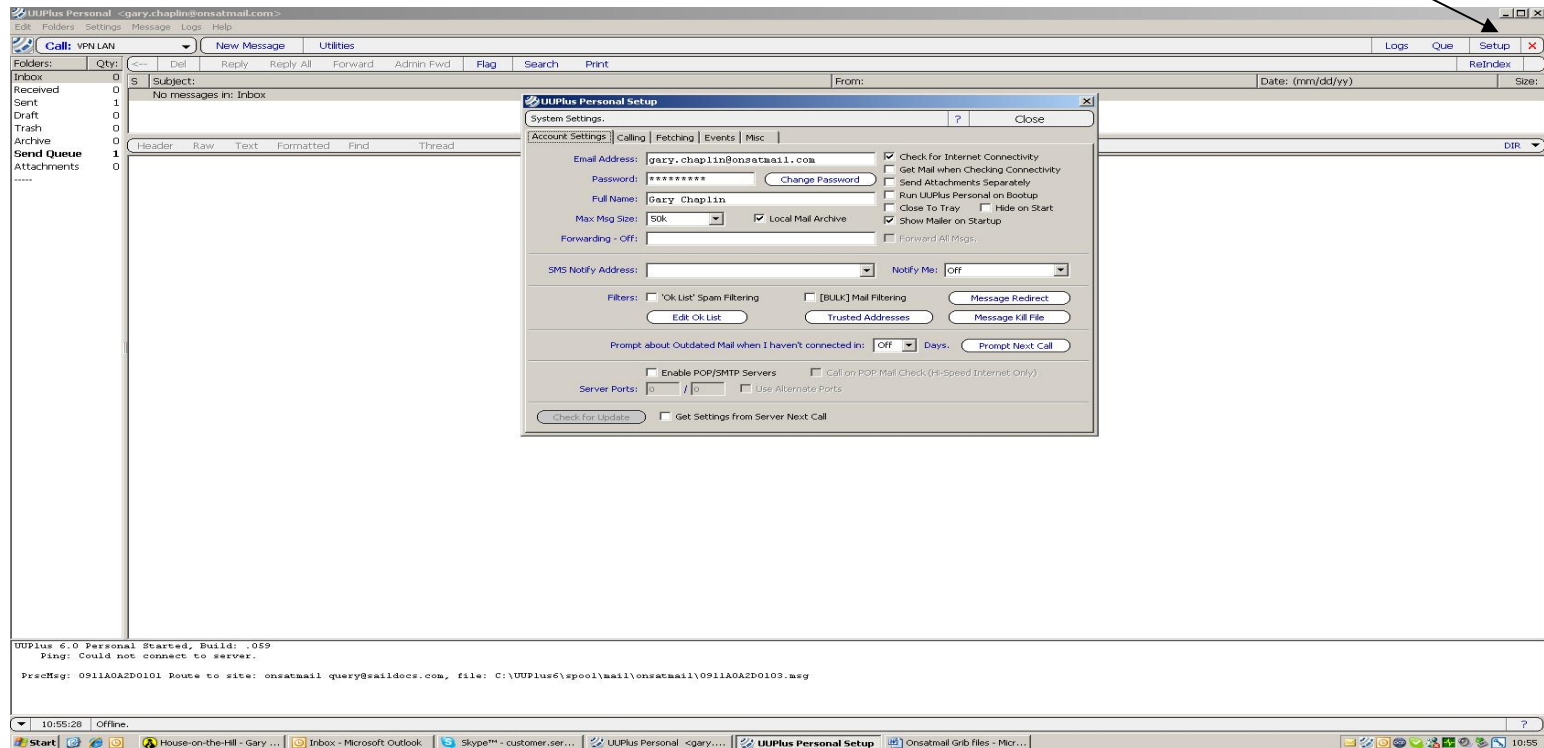 UUPlus Personal <gary.chaplin@onsatmail.com>
Edit Folders Settings Message Logs Help
Call: VPN LAN New Message Utilities Logs Que Setup
Folders: Qty: <-- Del Reply Reply All Forward Admin Fwd Flag Search Print ReIndex
Inbox 0
Received 0
Sent 1
Draft 0
Trash 0
Archive 0
Send Queue 1
Attachments 0
-----
S Subject: From: Date: (mm/dd/yy) Size:
No messages in: Inbox
Header Raw Text Formatted Find Thread DIR
UUPlus Personal Setup
System Settings. ? Close
Account Settings Calling Fetching Events Misc
Email Address: gary.chaplin@onsatmail.com
Password: ********* Change Password
Full Name: Gary Chaplin
Max Msg Size: 50k Local Mail Archive
Forwarding - Off:
Check for Internet Connectivity
Get Mail when Checking Connectivity
Send Attachments Separately
Run UUPlus Personal on Bootup
Close To Tray Hide on Start
Show Mailer on Startup
Forward All Msgs.
SMS Notify Address: Notify Me: Off
Filters: 'Ok List' Spam Filtering [BULK] Mail Filtering Message Redirect
Edit Ok List Trusted Addresses Message Kill File
Prompt about Outdated Mail when I haven't connected in: Off Days. Prompt Next Call
Enable POP/SMTP Servers Call on POP Mail Check (Hi-Speed Internet Only)
Server Ports: 0 / 0 Use Alternate Ports
Check for Update Get Settings from Server Next Call
UUPlus 6.0 Personal Started, Build: .059
Ping: Could not connect to server.
PrscMsg: 0911A0A2D0101 Route to site: onsatmail query@saildocs.com, file: C:\UUPlus6\spool\mail\onsatmail\0911A0A2D0103.msg
10:55:28 Offline. ?
Start House-on-the-Hill - Gary ... Inbox - Microsoft Outlook Skype™ - customer.ser... UUPlus Personal <gary.... UUPlus Personal Setup Onsatmail Grib files - Micr... 10:55